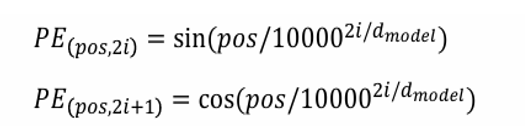 PE(pos,2i) = sin(pos/10000^2i/dmodel)
PE(pos,2i+1) = cos(pos/10000^2i/dmodel)